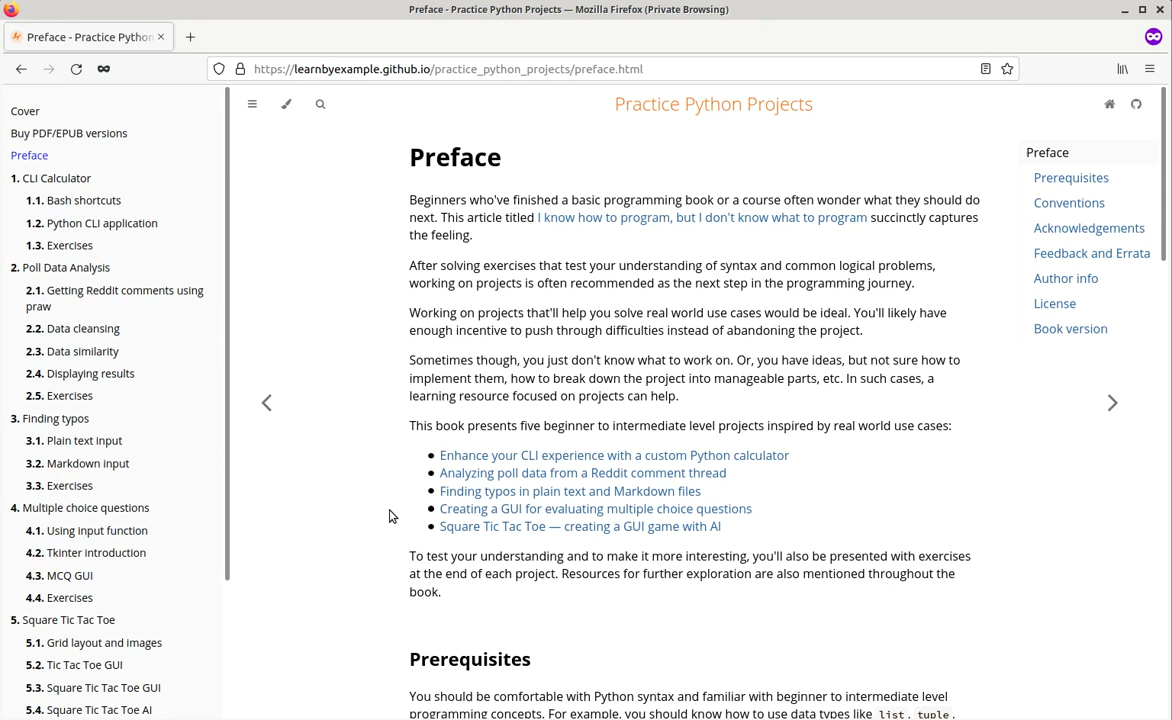 Preface - Practice Python Projects — Mozilla Firefox (Private Browsing)
Preface - Practice Python
https://learnbyexample.github.io/practice_python_projects/preface.html
Cover
Buy PDF/EPUB versions
Preface
1. CLI Calculator
1.1. Bash shortcuts
1.2. Python CLI application
1.3. Exercises
2. Poll Data Analysis
2.1. Getting Reddit comments using
praw
2.2. Data cleansing
2.3. Data similarity
2.4. Displaying results
2.5. Exercises
3. Finding typos
3.1. Plain text input
3.2. Markdown input
3.3. Exercises
4. Multiple choice questions
4.1. Using input function
4.2. Tkinter introduction
4.3. MCQ GUI
4.4. Exercises
5. Square Tic Tac Toe
5.1. Grid layout and images
5.2. Tic Tac Toe GUI
5.3. Square Tic Tac Toe GUI
5.4. Square Tic Tac Toe AI
Practice Python Projects
Preface
Beginners who've finished a basic programming book or a course often wonder what they should do
next. This article titled I know how to program, but I don't know what to program succinctly captures
the feeling.
After solving exercises that test your understanding of syntax and common logical problems,
working on projects is often recommended as the next step in the programming journey.
Working on projects that'll help you solve real world use cases would be ideal. You'll likely have
enough incentive to push through difficulties instead of abandoning the project.
Sometimes though, you just don't know what to work on. Or, you have ideas, but not sure how to
implement them, how to break down the project into manageable parts, etc. In such cases, a
learning resource focused on projects can help.
This book presents five beginner to intermediate level projects inspired by real world use cases:
● Enhance your CLI experience with a custom Python calculator
● Analyzing poll data from a Reddit comment thread
● Finding typos in plain text and Markdown files
● Creating a GUI for evaluating multiple choice questions
● Square Tic Tac Toe — creating a GUI game with AI
To test your understanding and to make it more interesting, you'll also be presented with exercises
at the end of each project. Resources for further exploration are also mentioned throughout the
book.
Prerequisites
You should be comfortable with Python syntax and familiar with beginner to intermediate level
programming concepts. For example, you should know how to use data types like list, tuple,
Preface
Prerequisites
Conventions
Acknowledgements
Feedback and Errata
Author info
License
Book version